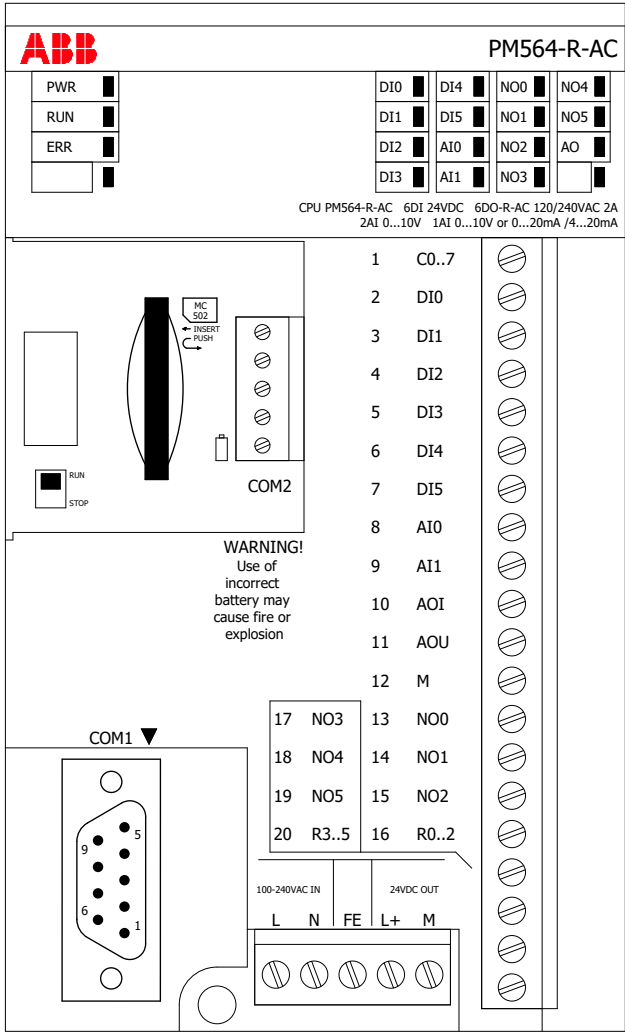 ABB PM564-R-AC
PWR DI0 DI4 NO0 NO4
RUN DI1 DI5 NO1 NO5
ERR DI2 AI0 NO2 AO
DI3 AI1 NO3
CPU PM564-R-AC 6DI 24VDC 6DO-R-AC 120/240VAC 2A
2AI 0...10V 1AI 0...10V or 0...20mA /4...20mA
MC
502
INSERT
PUSH
RUN
STOP
COM2
WARNING!
Use of
incorrect
battery may
cause fire or
explosion
1 C0..7
2 DI0
3 DI1
4 DI2
5 DI3
6 DI4
7 DI5
8 AI0
9 AI1
10 AOI
11 AOU
12 M
17 NO3 13 NO0
18 NO4 14 NO1
19 NO5 15 NO2
20 R3..5 16 R0..2
COM1
5
9
6
1
100-240VAC IN 24VDC OUT
L N FE L+ M